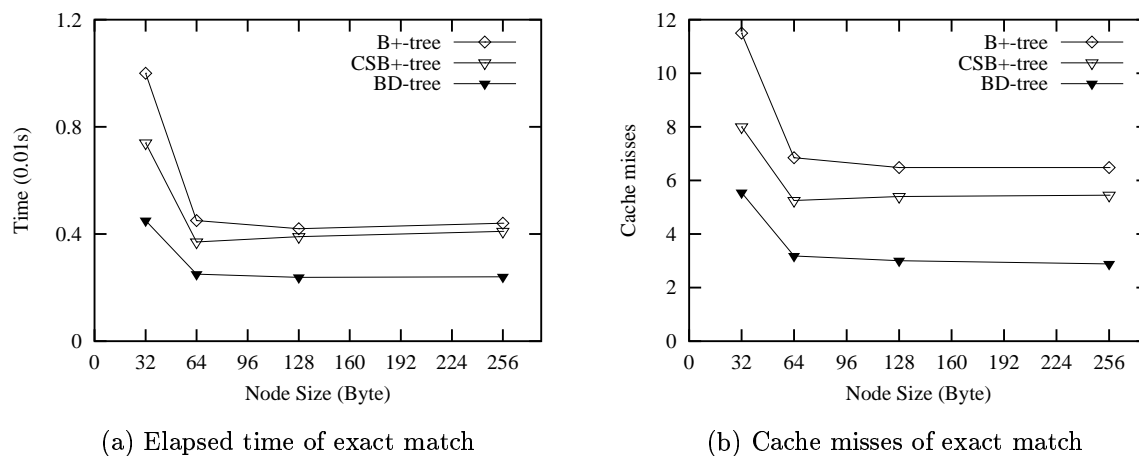 1.2
0.8
0.4
0
Time (0.01s)
B+-tree
CSB+-tree
BD-tree
0 32 64 96 128 160 192 224 256
Node Size (Byte)
(a) Elapsed time of exact match
12
10
8
6
4
2
0
Cache misses
B+-tree
CSB+-tree
BD-tree
0 32 64 96 128 160 192 224 256
Node Size (Byte)
(b) Cache misses of exact match